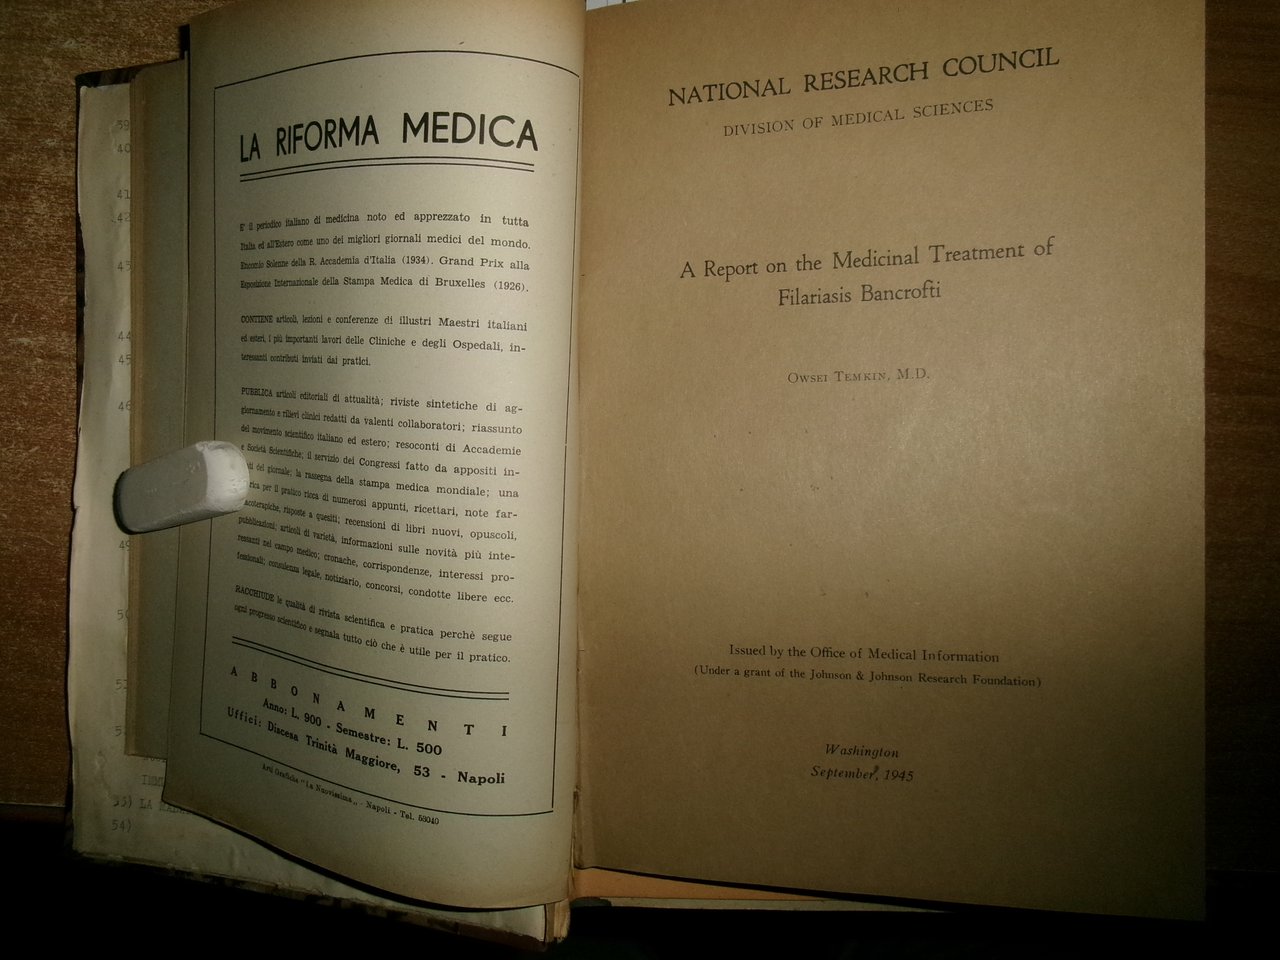 LA RIFORMA MEDICA
E' il periodico italiano di medicina noto ed apprezzato in tutta
Italia ed all'Estero come uno dei migliori giornali medici del mondo.
Encomio Solenne della R. Accademia d'Italia (1934). Grand Prix alla
Esposizione Internazionale della Stampa Medica di Bruxelles (1926).
CONTIENE articoli, lezioni e conferenze di illustri Maestri italiani
ed esteri, i più importanti lavori delle Cliniche e degli Ospedali, in-
teressanti contributi inviati dai pratici.
PUBBLICA articoli editoriali di attualità; riviste sintetiche di ag-
giornamento e rilievi clinici redatti da valenti collaboratori; riassunto
del movimento scientifico italiano ed estero; resoconti di Accademie
e Società Scientifiche; il servizio dei Congressi fatto da appositi in-
del giornale; la rassegna della stampa medica mondiale; una
per il pratico ricca di numerosi appunti, ricettari, note far-
macoterapiche, risposte a quesiti; recensioni di libri nuovi, opuscoli,
pubblicazioni; articoli di varietà, informazioni sulle novità più inte-
ressanti nel campo medico; cronache, corrispondenze, interessi pro-
fessionali; consulenza legale, notiziario, concorsi, condotte libere ecc.
RACCHIUDE le qualità di rivista scientifica e pratica perchè segue
ogni progresso scientifico e segnala tutto ciò che è utile per il pratico.
ABBONAMENTI
Anno: L. 900 - Semestre: L. 500
Uffici: Discesa Trinità Maggiore, 53 - Napoli
Arti Grafiche "La Nuovissima" - Napoli - Tel. 53040
39
40
41
42
43
44
45
46
49
50
52
53) LA
54)
NATIONAL RESEARCH COUNCIL
DIVISION OF MEDICAL SCIENCES
A Report on the Medicinal Treatment of
Filariasis Bancrofti
OWSEI TEMKIN, M.D.
Issued by the Office of Medical Information
(Under a grant of the Johnson & Johnson Research Foundation)
Washington
September, 1945